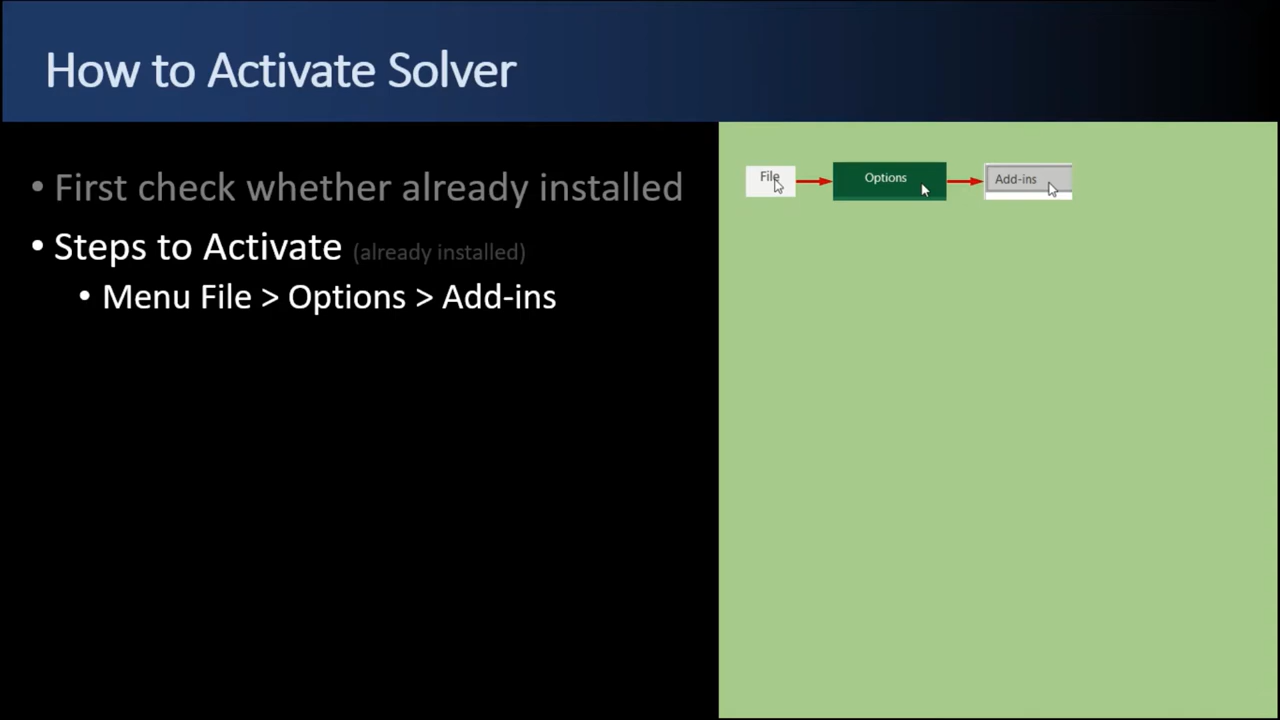 How to Activate Solver
• First check whether already installed
• Steps to Activate (already installed)
• Menu File > Options > Add-ins
File
Options
Add-ins